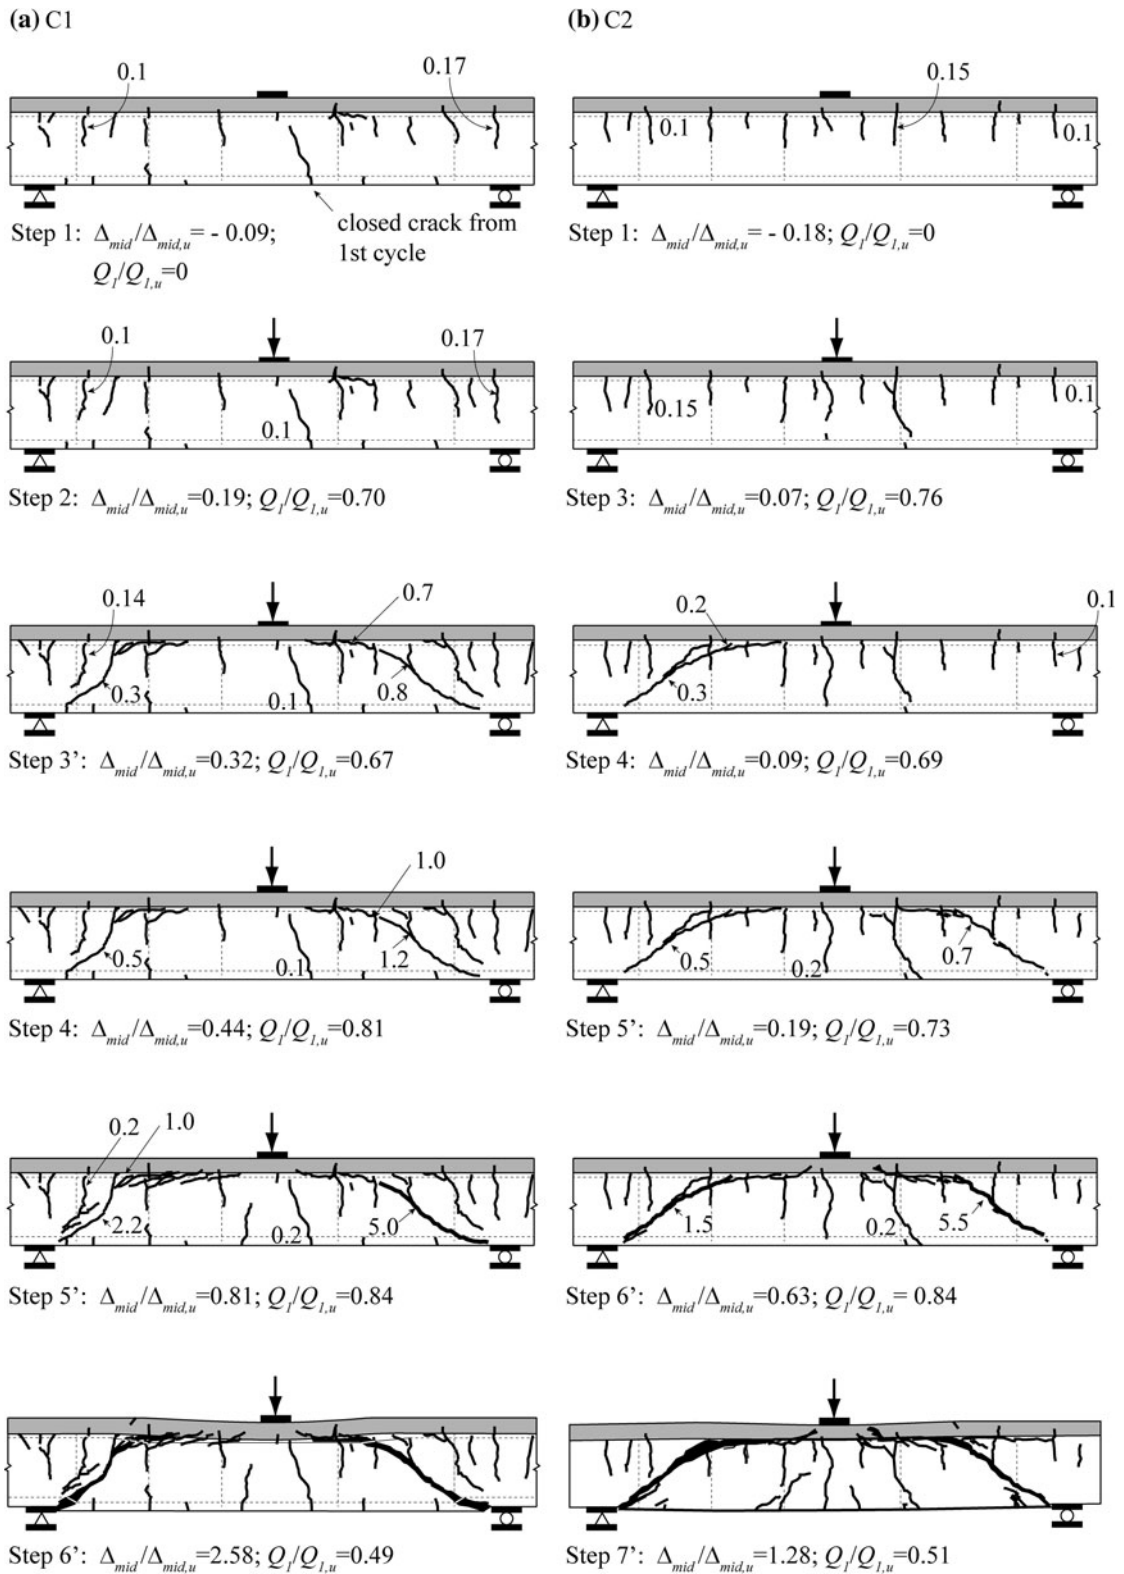 (a) C1
0.1
0.17
closed crack from
1st cycle
Step 1: Δmid/Δmid,u= - 0.09;
Q1/Q1,u=0
0.1
0.17
0.1
Step 2: Δmid/Δmid,u=0.19; Q1/Q1,u=0.70
0.14
0.7
0.3
0.1
0.8
Step 3’: Δmid/Δmid,u=0.32; Q1/Q1,u=0.67
1.0
0.5
0.1
1.2
Step 4: Δmid/Δmid,u=0.44; Q1/Q1,u=0.81
0.2
1.0
2.2
0.2
5.0
Step 5’: Δmid/Δmid,u=0.81; Q1/Q1,u=0.84
Step 6’: Δmid/Δmid,u=2.58; Q1/Q1,u=0.49
(b) C2
0.15
0.1
0.1
Step 1: Δmid/Δmid,u= - 0.18; Q1/Q1,u=0
0.15
0.1
Step 3: Δmid/Δmid,u=0.07; Q1/Q1,u=0.76
0.2
0.1
0.3
Step 4: Δmid/Δmid,u=0.09; Q1/Q1,u=0.69
0.5
0.2
0.7
Step 5’: Δmid/Δmid,u=0.19; Q1/Q1,u=0.73
1.5
0.2
5.5
Step 6’: Δmid/Δmid,u=0.63; Q1/Q1,u= 0.84
Step 7’: Δmid/Δmid,u=1.28; Q1/Q1,u=0.51